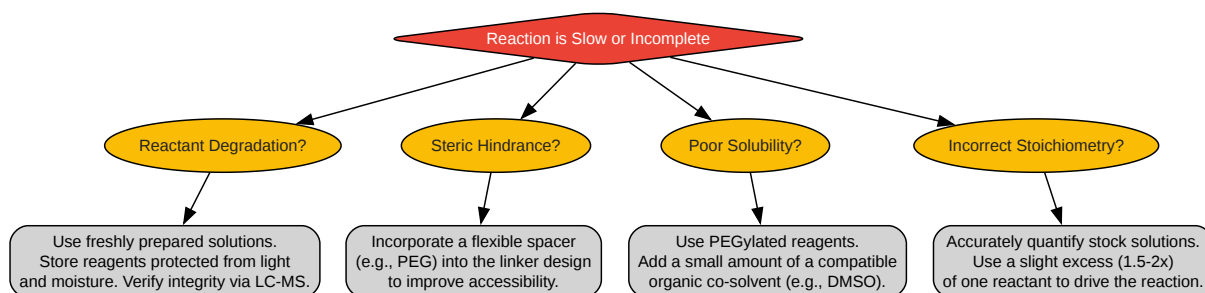 Reaction is Slow or Incomplete
Reactant Degradation?
Steric Hindrance?
Poor Solubility?
Incorrect Stoichiometry?
Use freshly prepared solutions.
Store reagents protected from light
and moisture. Verify integrity via LC-MS.
Incorporate a flexible spacer
(e.g., PEG) into the linker design
to improve accessibility.
Use PEGylated reagents.
Add a small amount of a compatible
organic co-solvent (e.g., DMSO).
Accurately quantify stock solutions.
Use a slight excess (1.5-2x)
of one reactant to drive the reaction.